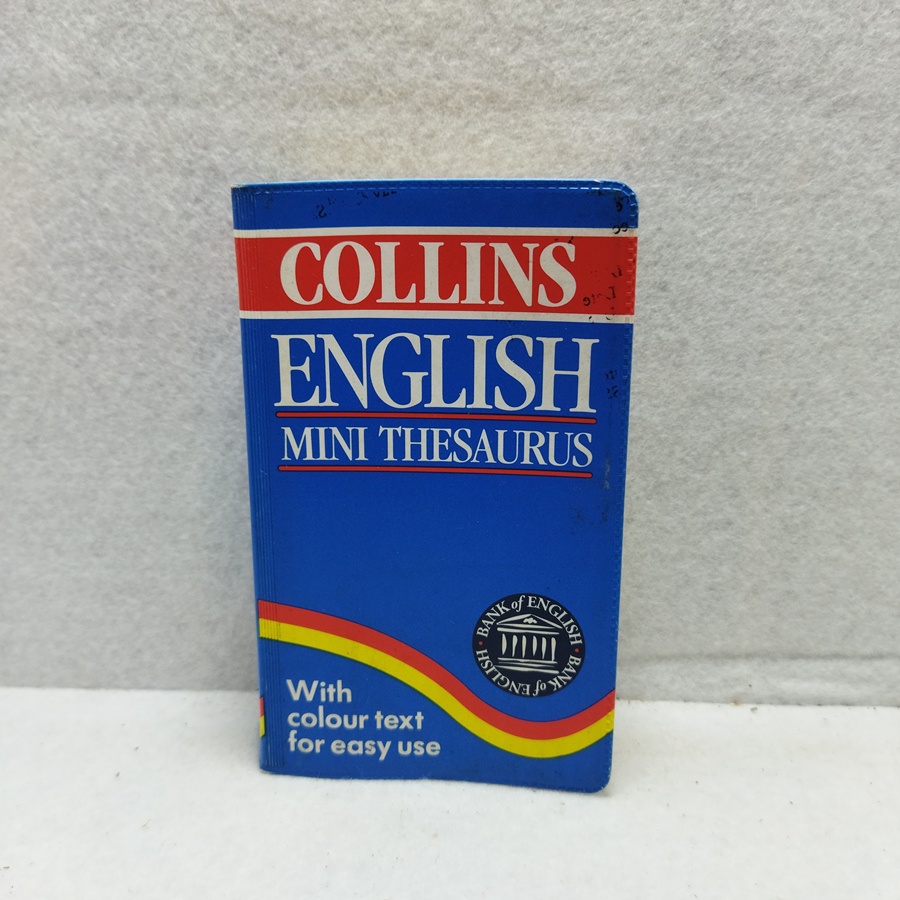 COLLINS
ENGLISH
MINI THESAURUS
BANK of ENGLISH • BANK of ENGLISH •
With
colour text
for easy use